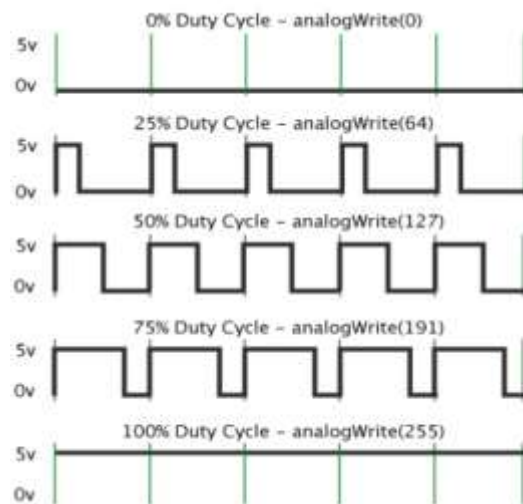 0% Duty Cycle – analogWrite(0)
5v
0v
25% Duty Cycle – analogWrite(64)
5v
0v
50% Duty Cycle – analogWrite(127)
5v
0v
75% Duty Cycle – analogWrite(191)
5v
0v
100% Duty Cycle – analogWrite(255)
5v
0v